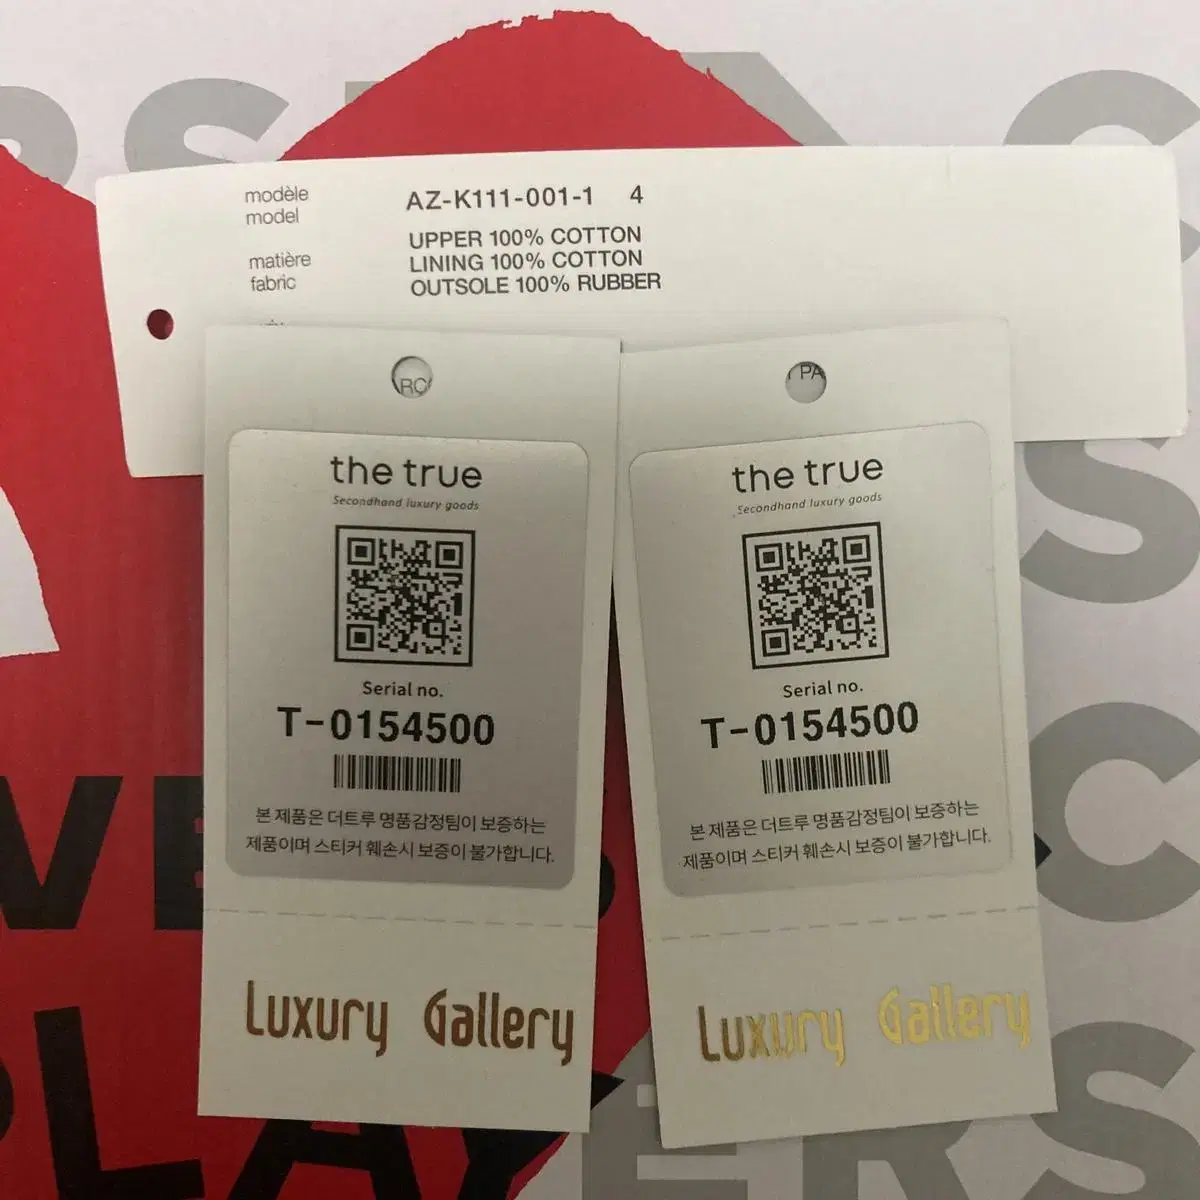 modèle
model
AZ-K111-001-1 4
matière
fabric
UPPER 100% COTTON
LINING 100% COTTON
OUTSOLE 100% RUBBER
RC
the true
Secondhand luxury goods
Serial no.
T-0154500
본 제품은 더트루 명품감정팀이 보증하는
제품이며 스티커 훼손시 보증이 불가합니다.
Luxury Gallery
PA
the true
Secondhand luxury goods
Serial no.
T-0154500
본 제품은 더트루 명품감정팀이 보증하는
제품이며 스티커 훼손시 보증이 불가합니다.
Luxury Gallery